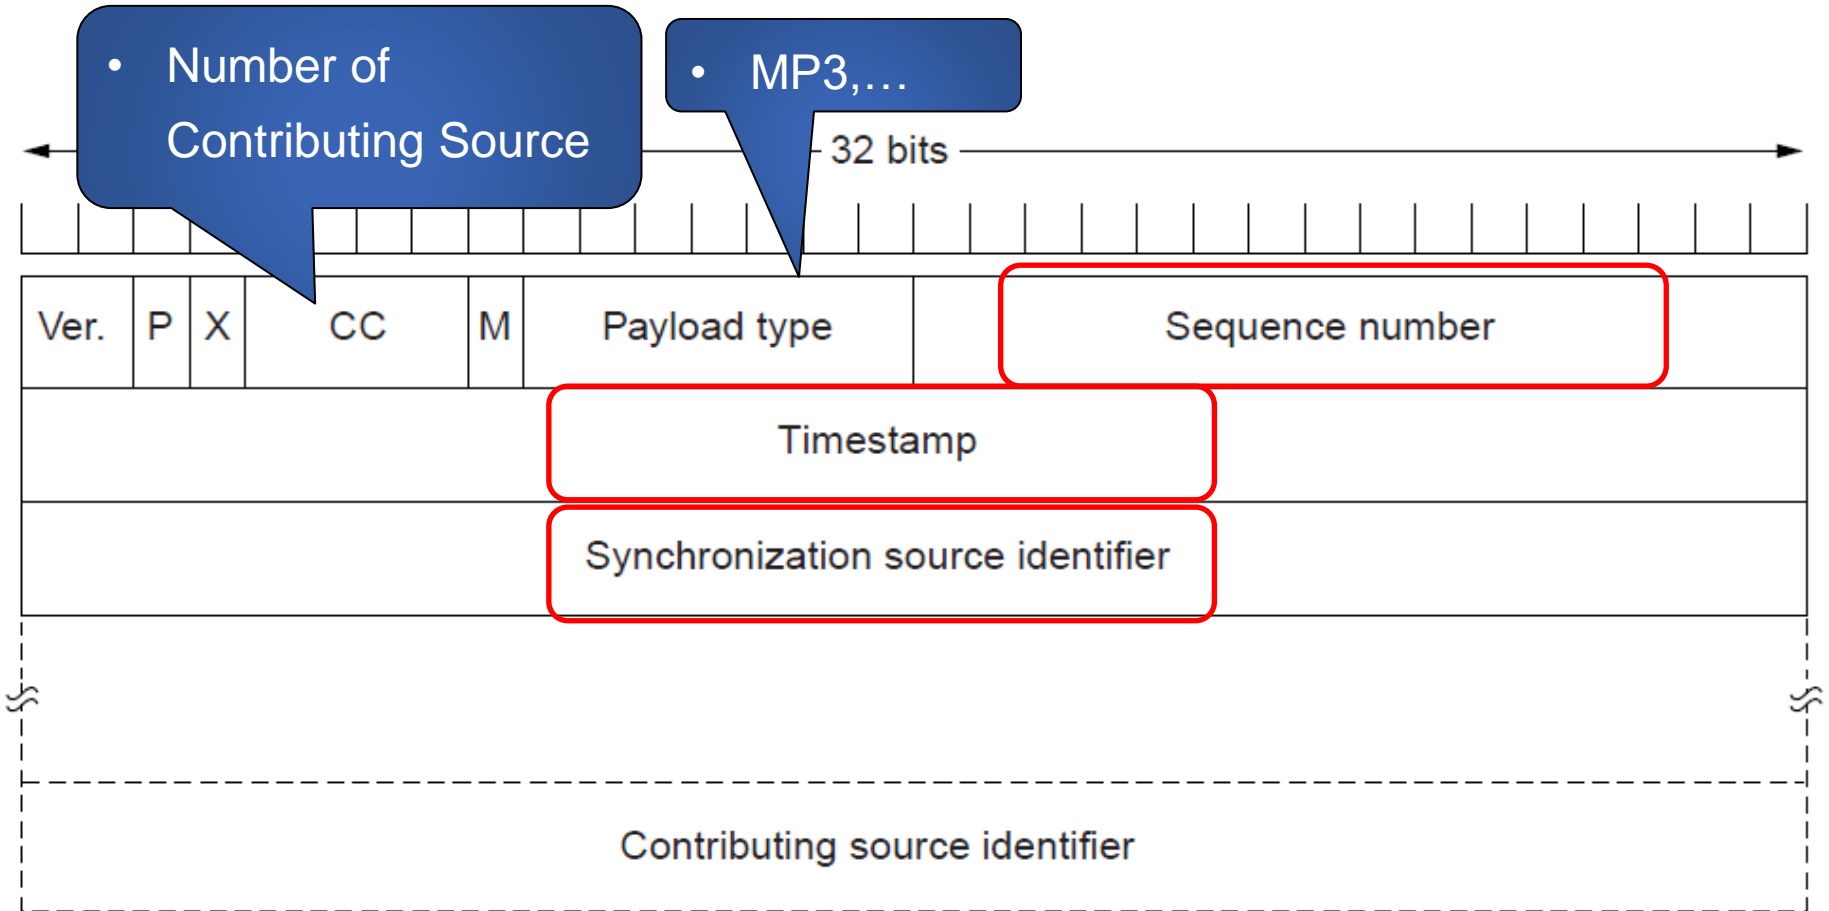 • Number of
Contributing Source
• MP3,…
32 bits
Ver. P X CC M Payload type Sequence number
Timestamp
Synchronization source identifier
Contributing source identifier